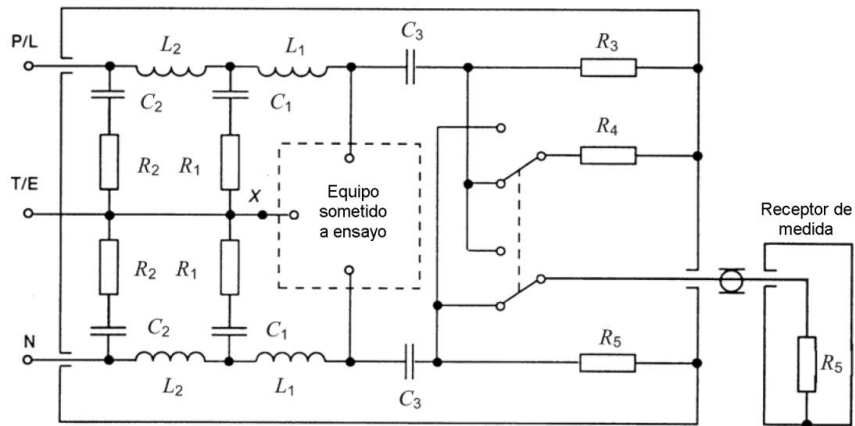 P/L
L2
L1
C3
R3
C2
C1
R4
R2
R1
X
T/E
Equipo
sometido
a ensayo
Receptor de
medida
R2
R1
C2
C1
N
L2
L1
C3
R5
R5